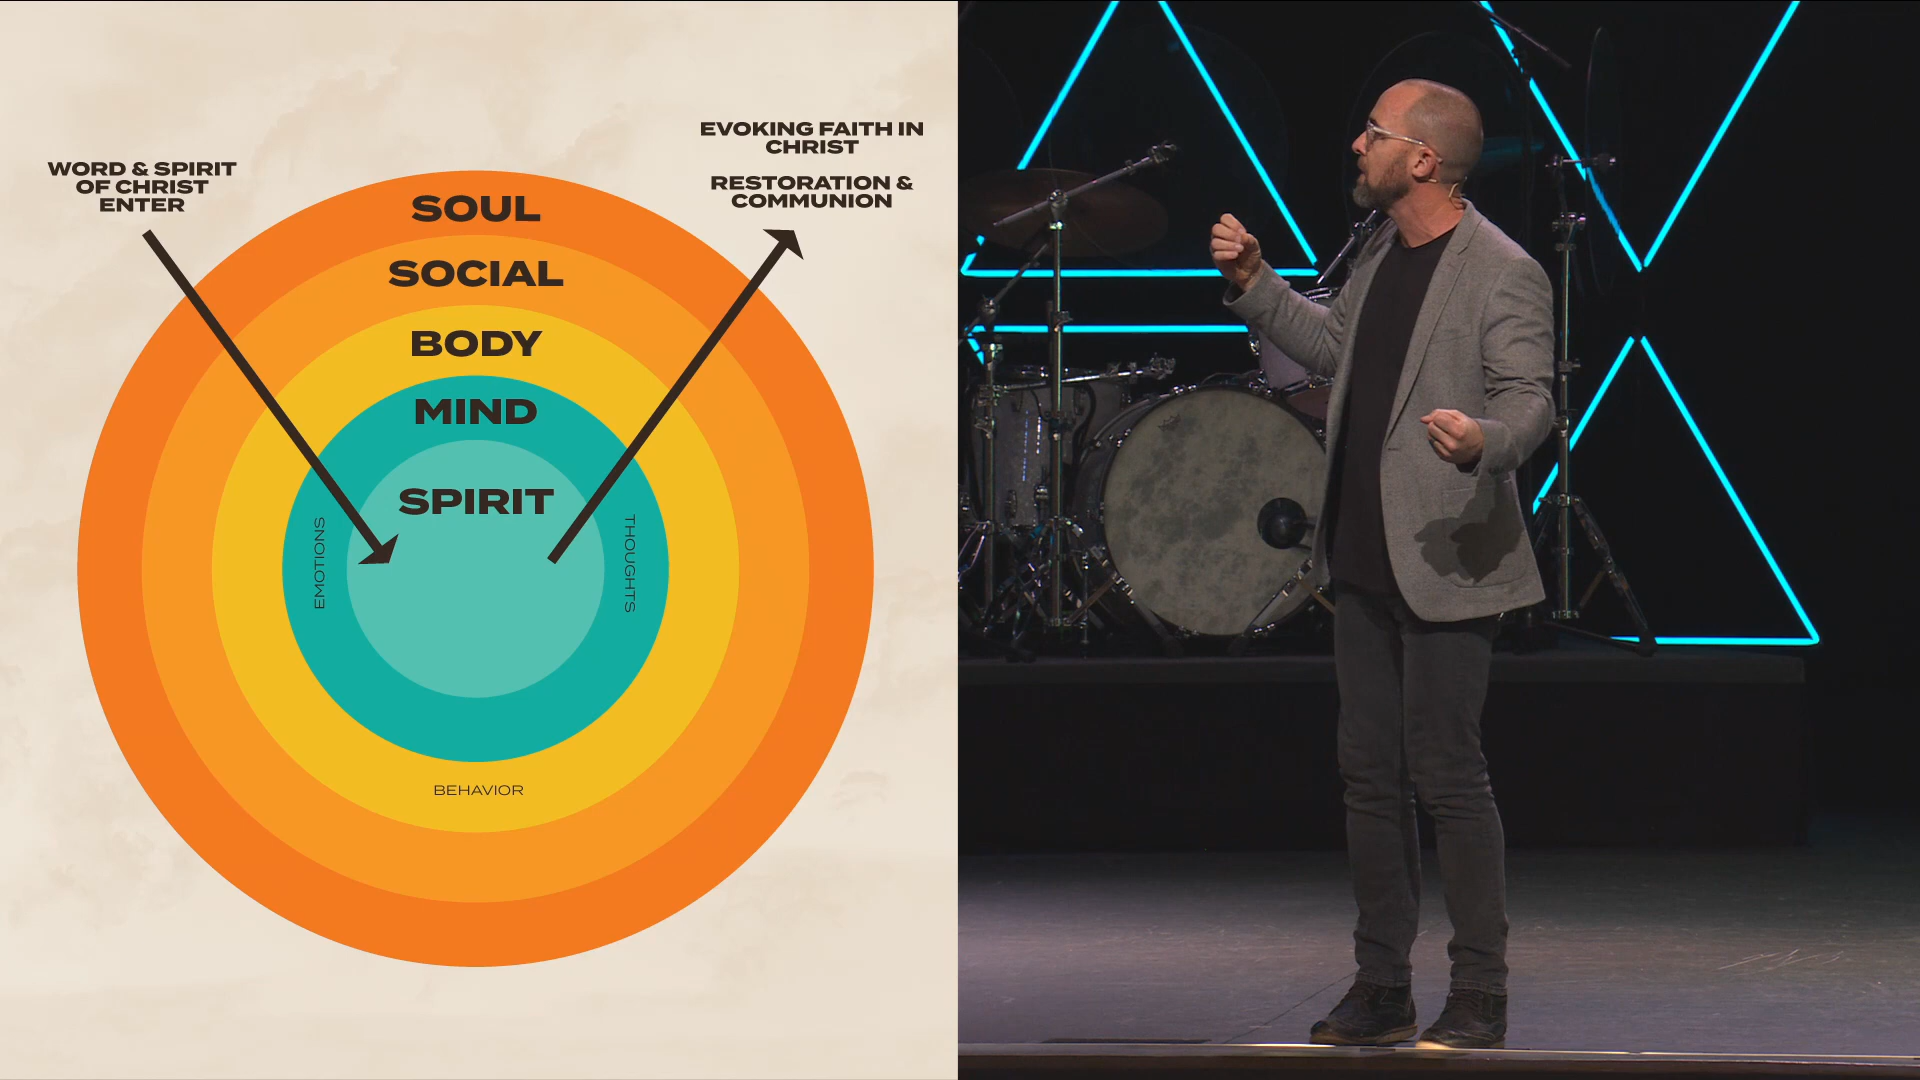 WORD & SPIRIT
OF CHRIST
ENTER
EVOKING FAITH IN
CHRIST
RESTORATION &
COMMUNION
SOUL
SOCIAL
BODY
MIND
SPIRIT
EMOTIONS
THOUGHTS
BEHAVIOR